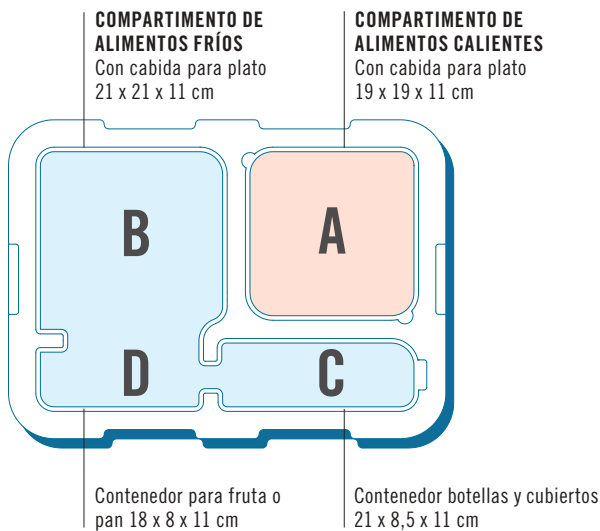 COMPARTIMENTO DE
ALIMENTOS FRÍOS
Con cabida para plato
21 x 21 x 11 cm
COMPARTIMENTO DE
ALIMENTOS CALIENTES
Con cabida para plato
19 x 19 x 11 cm
B
A
D
C
Contenedor para fruta o
pan 18 x 8 x 11 cm
Contenedor botellas y cubiertos
21 x 8,5 x 11 cm